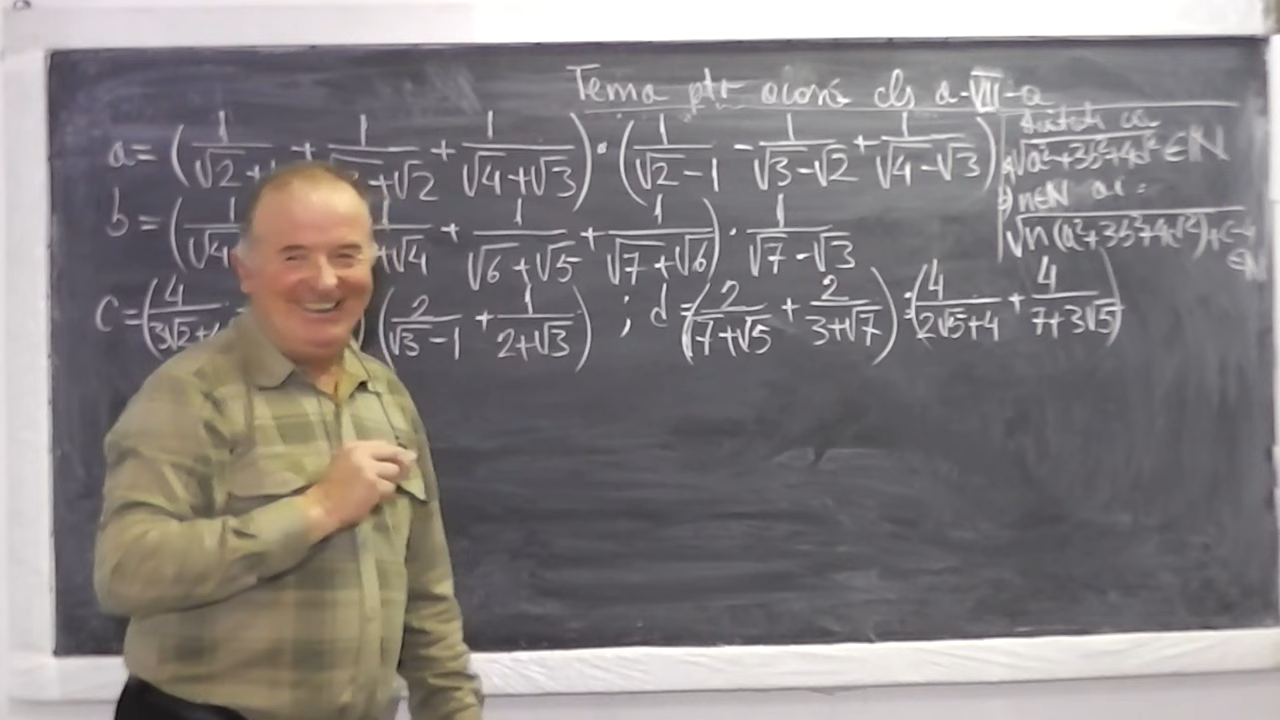 Tema ptr acasă cls a-VII-a
a=(1/(√2+1) + 1/(√3+√2) + 1/(√4+√3))·(1/(√2-1) - 1/(√3-√2) + 1/(√4-√3))
b=(1/(√4 +√4 + 1/(√6+√5) + 1/(√7+√6))·1/(√7-√3)
c=(4/(3√2+ (2/(√3-1) + 1/(2+√3)) ; d=(2/(√7+√5) + 2/(3+√7)):(4/(2√5+4) + 4/(7+3√5))
ca
a) √(a²+3b²+4d²) ∈ N
b) n∈N aî:
√(n(a²+3b²+4d²)+c-4) ∈ N